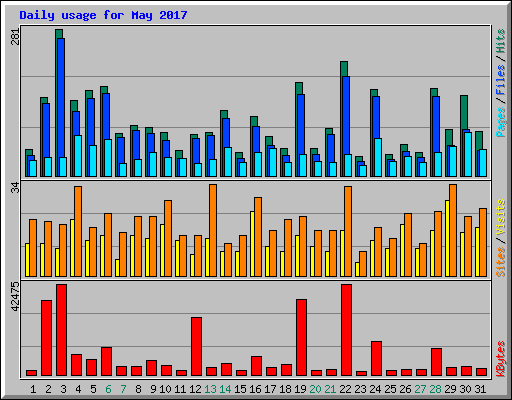 Daily usage for May 2017
281
Pages / Files / Hits
34
Sites / Visits
42475
KBytes
1 2 3 4 5 6 7 8 9 10 11 12 13 14 15 16 17 18 19 20 21 22 23 24 25 26 27 28 29 30 31